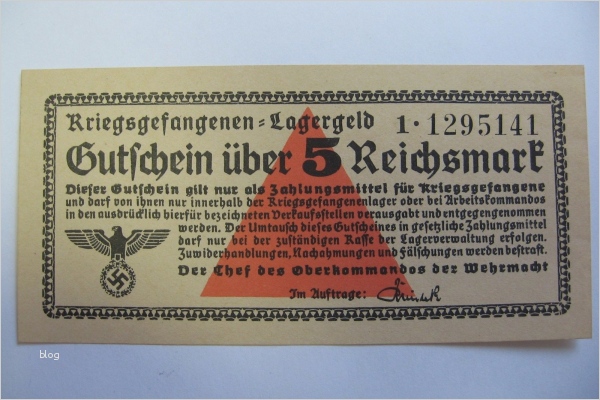 Kriegsgefangenen=Lagergeld 1·1295141
Gutschein über 5 Reichsmark
Dieser Gutschein gilt nur als Zahlungsmittel für Kriegsgefangene
und darf von ihnen nur innerhalb der Kriegsgefangenenlager oder bei Arbeitskommandos
in den ausdrücklich hierfür bezeichneten Verkaufsstellen verausgabt und entgegengenommen
werden. Der Umtausch dieses Gutscheines in gesetzliche Zahlungsmittel
darf nur bei der zuständigen Kasse der Lagerverwaltung erfolgen.
Zuwiderhandlungen, Nachahmungen und Fälschungen werden bestraft.
Der Chef des Oberkommandos der Wehrmacht
Im Auftrage:
blog